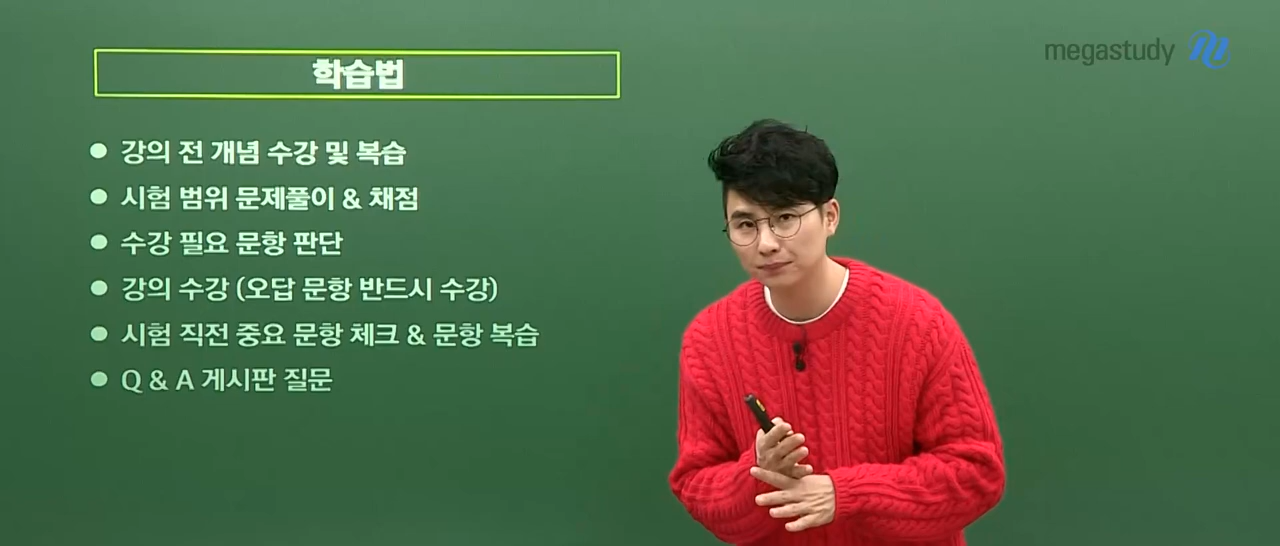 megastudy
학습법
강의 전 개념 수강 및 복습
시험 범위 문제풀이 & 채점
수강 필요 문항 판단
강의 수강 (오답 문항 반드시 수강)
시험 직전 중요 문항 체크 & 문항 복습
Q & A 게시판 질문